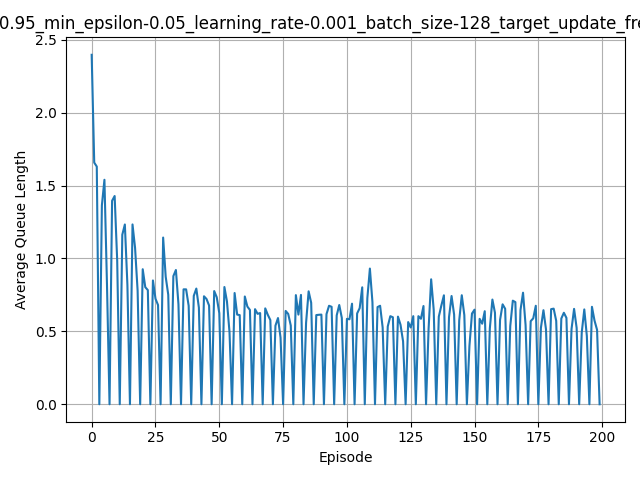 0.95_min_epsilon-0.05_learning_rate-0.001_batch_size-128_target_update_fre
2.5
2.0
1.5
1.0
0.5
0.0
Average Queue Length
0 25 50 75 100 125 150 175 200
Episode